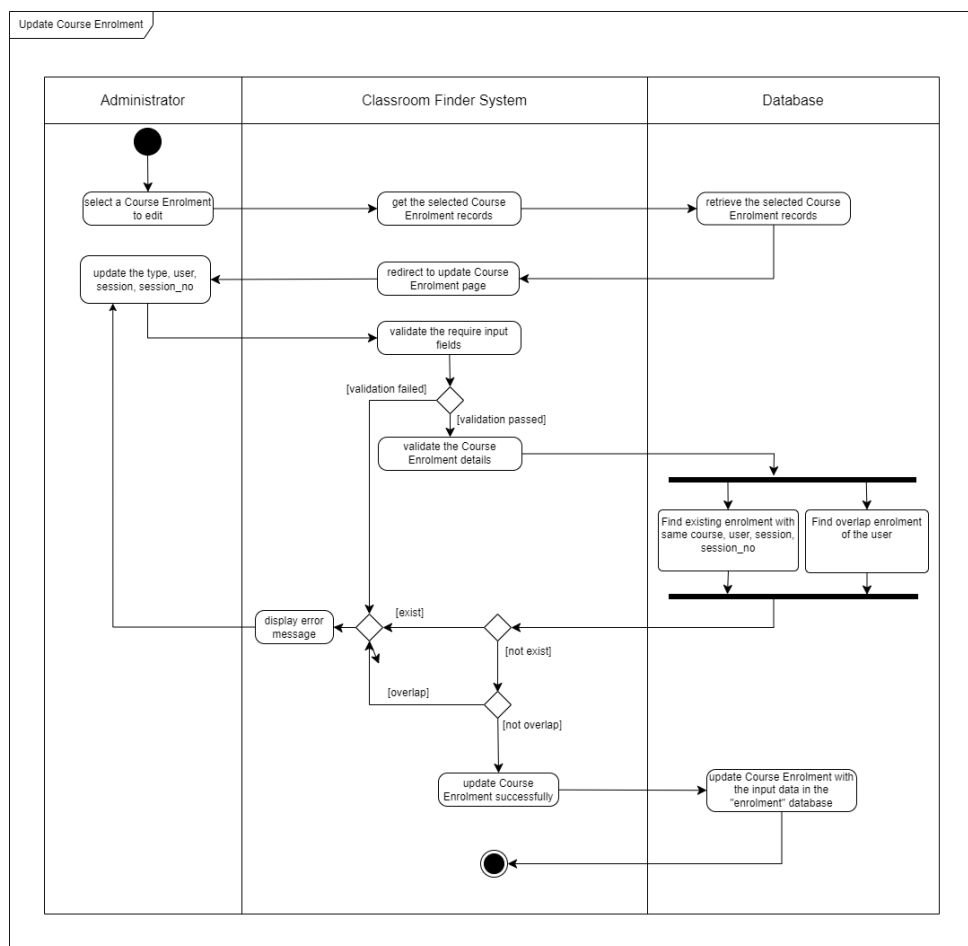 Update Course Enrolment
Administrator
Classroom Finder System
Database
select a Course Enrolment
to edit
get the selected Course
Enrolment records
retrieve the selected Course
Enrolment records
update the type, user,
session, session_no
redirect to update Course
Enrolment page
validate the require input
fields
[validation failed]
[validation passed]
validate the Course
Enrolment details
Find existing enrolment with
same course, user, session,
session_no
Find overlap enrolment
of the user
display error
message
[exist]
[not exist]
[overlap]
[not overlap]
update Course
Enrolment successfully
update Course Enrolment with
the input data in the
"enrolment" database